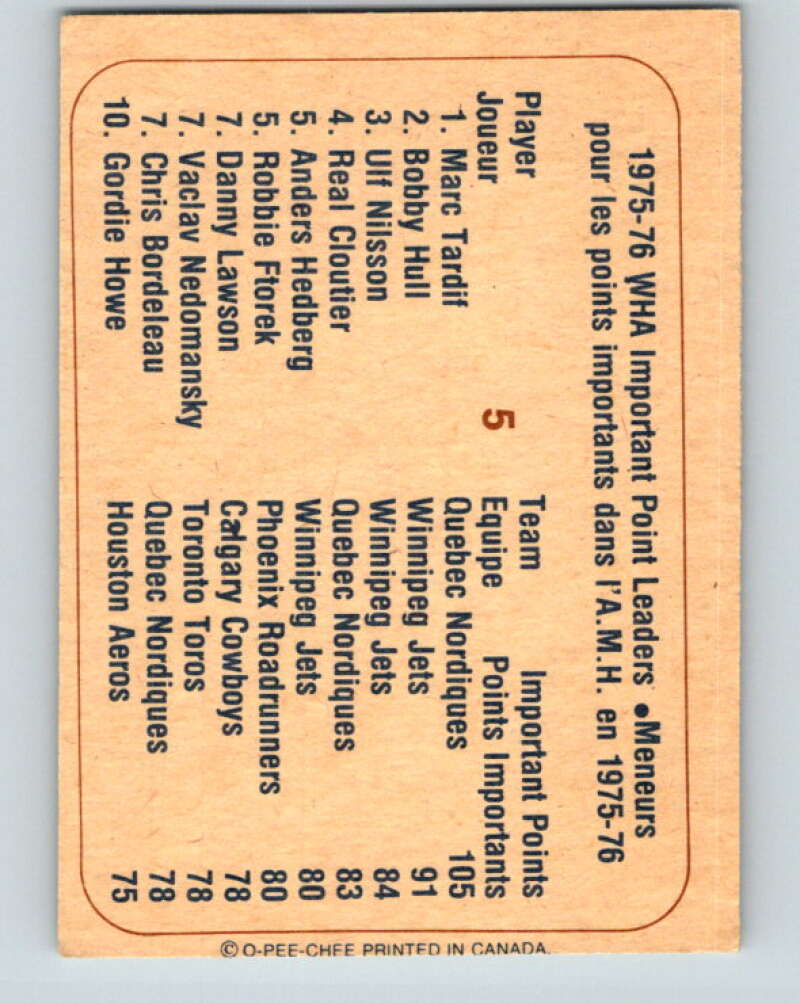 1975-76 WHA Important Point Leaders • Meneurs
pour les points importants dans l'A.M.H. en 1975-76
5
Player Team Important Points
Joueur Equipe Points Importants
1. Marc Tardif Quebec Nordiques 105
2. Bobby Hull Winnipeg Jets 91
3. Ulf Nilsson Winnipeg Jets 84
4. Real Cloutier Quebec Nordiques 83
5. Anders Hedberg Winnipeg Jets 80
5. Robbie Ftorek Phoenix Roadrunners 80
7. Danny Lawson Calgary Cowboys 78
7. Vaclav Nedomansky Toronto Toros 78
7. Chris Bordeleau Quebec Nordiques 78
10. Gordie Howe Houston Aeros 75
© O-PEE-CHEE PRINTED IN CANADA.